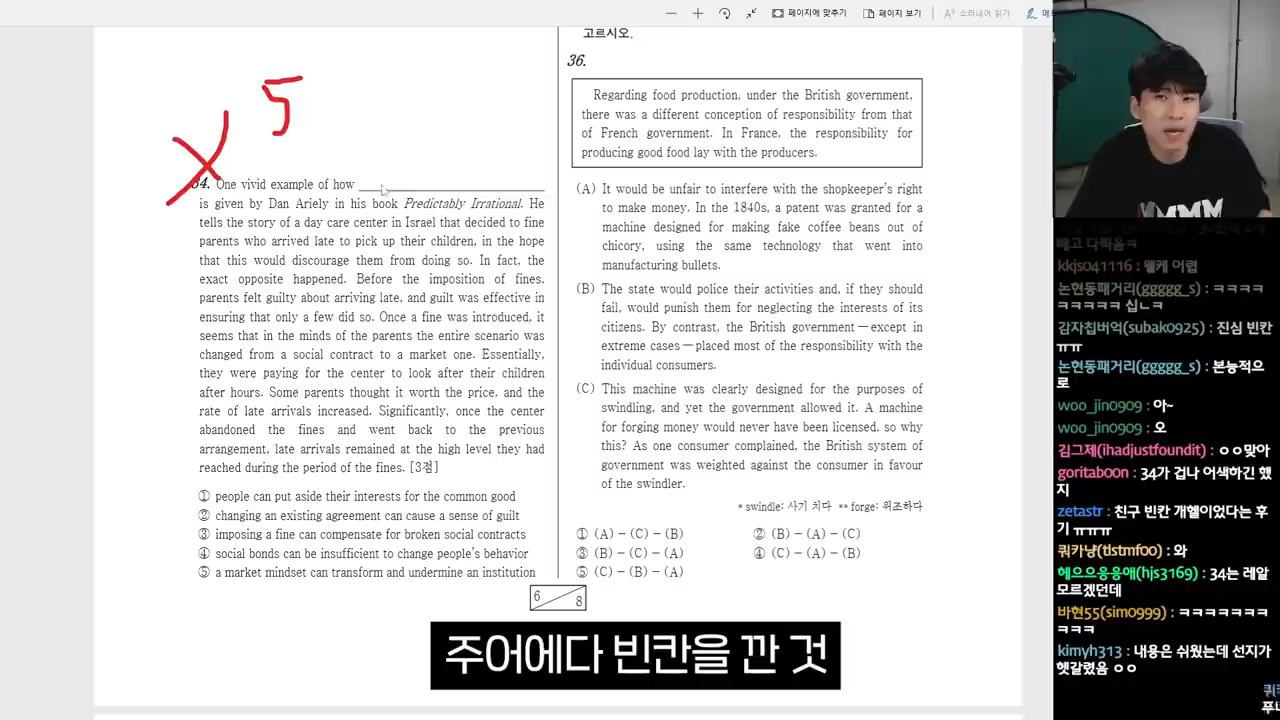 페이지에 맞추기
페이지 보기
소리내어 읽기
X 5
34. One vivid example of how ____________
is given by Dan Ariely in his book Predictably Irrational. He
tells the story of a day care center in Israel that decided to fine
parents who arrived late to pick up their children, in the hope
that this would discourage them from doing so. In fact, the
exact opposite happened. Before the imposition of fines,
parents felt guilty about arriving late, and guilt was effective in
ensuring that only a few did so. Once a fine was introduced, it
seems that in the minds of the parents the entire scenario was
changed from a social contract to a market one. Essentially,
they were paying for the center to look after their children
after hours. Some parents thought it worth the price, and the
rate of late arrivals increased. Significantly, once the center
abandoned the fines and went back to the previous
arrangement, late arrivals remained at the high level they had
reached during the period of the fines. [3점]
① people can put aside their interests for the common good
② changing an existing agreement can cause a sense of guilt
③ imposing a fine can compensate for broken social contracts
④ social bonds can be insufficient to change people's behavior
⑤ a market mindset can transform and undermine an institution
고르시오.
36.
Regarding food production, under the British government,
there was a different conception of responsibility from that
of French government. In France, the responsibility for
producing good food lay with the producers.
(A) It would be unfair to interfere with the shopkeeper's right
to make money. In the 1840s, a patent was granted for a
machine designed for making fake coffee beans out of
chicory, using the same technology that went into
manufacturing bullets.
(B) The state would police their activities and, if they should
fail, would punish them for neglecting the interests of its
citizens. By contrast, the British government — except in
extreme cases — placed most of the responsibility with the
individual consumers.
(C) This machine was clearly designed for the purposes of
swindling, and yet the government allowed it. A machine
for forging money would never have been licensed, so why
this? As one consumer complained, the British system of
government was weighted against the consumer in favour
of the swindler.
* swindle: 사기 치다 ** forge: 위조하다
① (A) - (C) - (B) ② (B) - (A) - (C)
③ (B) - (C) - (A) ④ (C) - (A) - (B)
⑤ (C) - (B) - (A)
6 8
주어에다 빈칸을 깐 것
빼고 다찍음ㅋ
kkjs041116 : 웰케 어렵
논현동패거리(ggggg_s) : ㅋㅋㅋㅋ
ㅋㅋㅋㅋㅋ 십ㄴㅋ
감자칩버억(subak0925) : 진심 빈칸
ㅠㅠ
논현동패거리(ggggg_s) : 본능적으
로
woo_jin0909 : 아~
woo_jin0909 : 오
김그제(ihadjustfoundit) : ㅇㅇ맞아
goritab00n : 34가 겁나 어색하긴 했
지
zetastr : 친구 빈칸 개헬이었다는 후
기 ㅠㅠㅠㅠ
쿼카냥(tlstmf00) : 와
헤으으응응애(hjs3169) : 34는 레알
모르겠던데
바현55(sim0999) : ㅋㅋㅋㅋㅋㅋㅋ
ㅋㅋㅋ
kimyh313 : 내용은 쉬웠는데 선지가
헷갈렸음 ㅇㅇ